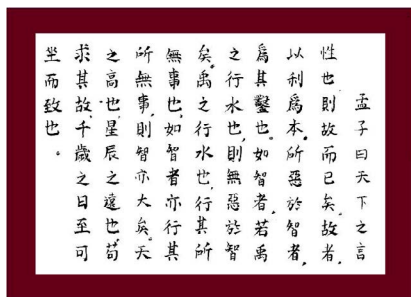 孟子曰天下之言
性也則故而已矣故者、
以利爲本。所惡於智者、
爲其鑿也。如智者、若禹
之行水也、則無惡於智
矣。禹之行水也、行其所
無事也、如智者亦行其
所無事、則智亦大矣。天
之高也、星辰之遠也、苟
求其故、千歲之日至可
坐而致也。